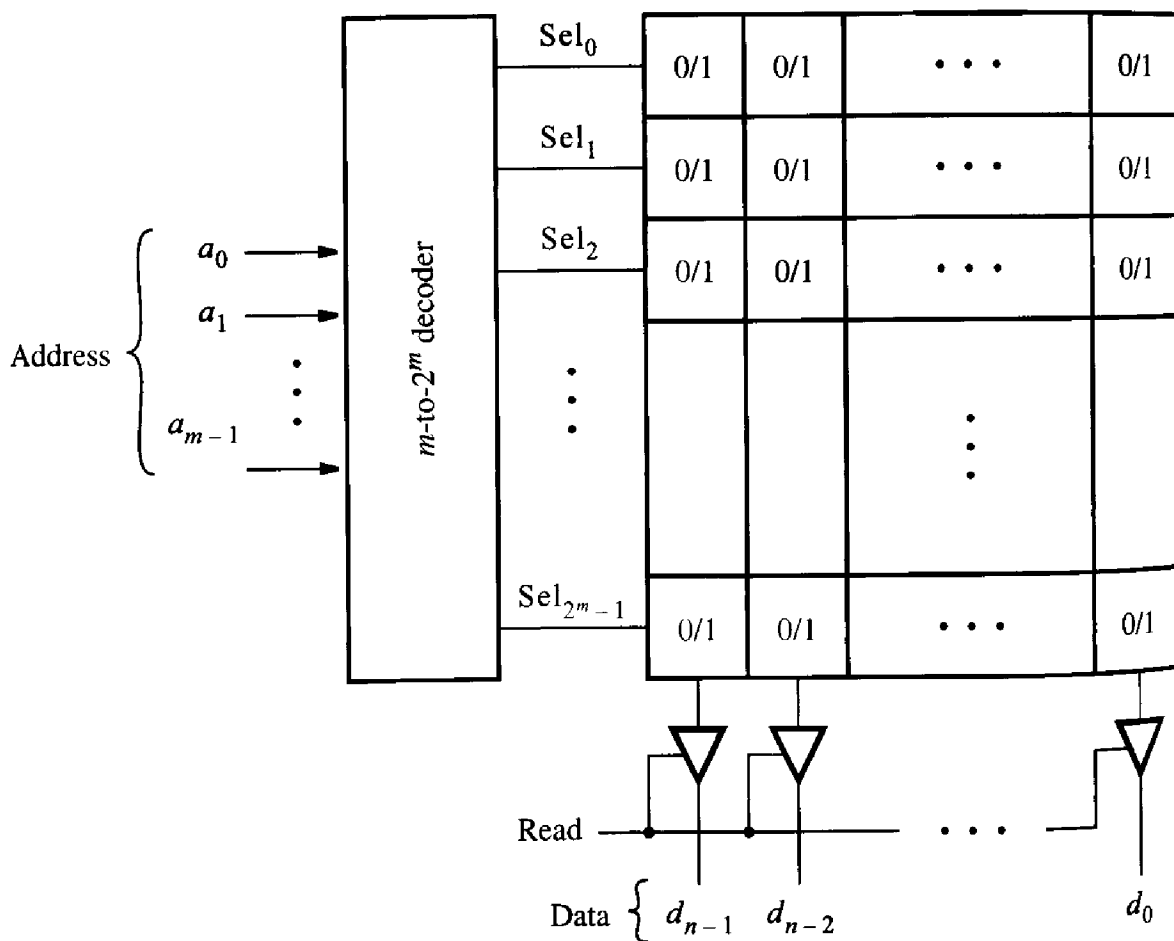 Sel₀
0/1 0/1 • • • 0/1
Sel₁
0/1 0/1 • • • 0/1
Sel₂
0/1 0/1 • • • 0/1
Address
a₀
a₁
aₘ₋₁
m-to-2ᵐ decoder
Sel₂ᵐ₋₁
0/1 0/1 • • • 0/1
Read
• • •
Data
dₙ₋₁ dₙ₋₂ d₀